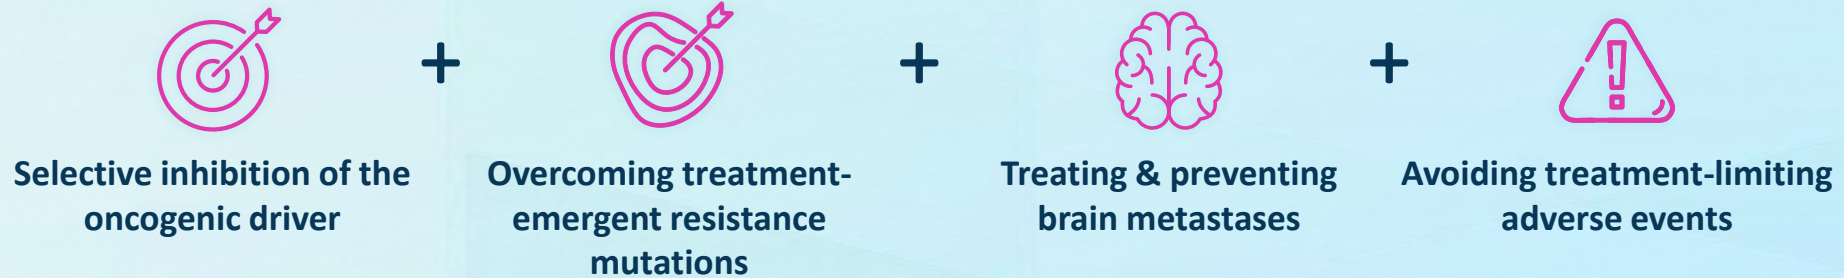 +
+
+
Selective inhibition of the
oncogenic driver
Overcoming treatment-
emergent resistance
mutations
Treating & preventing
brain metastases
Avoiding treatment-limiting
adverse events